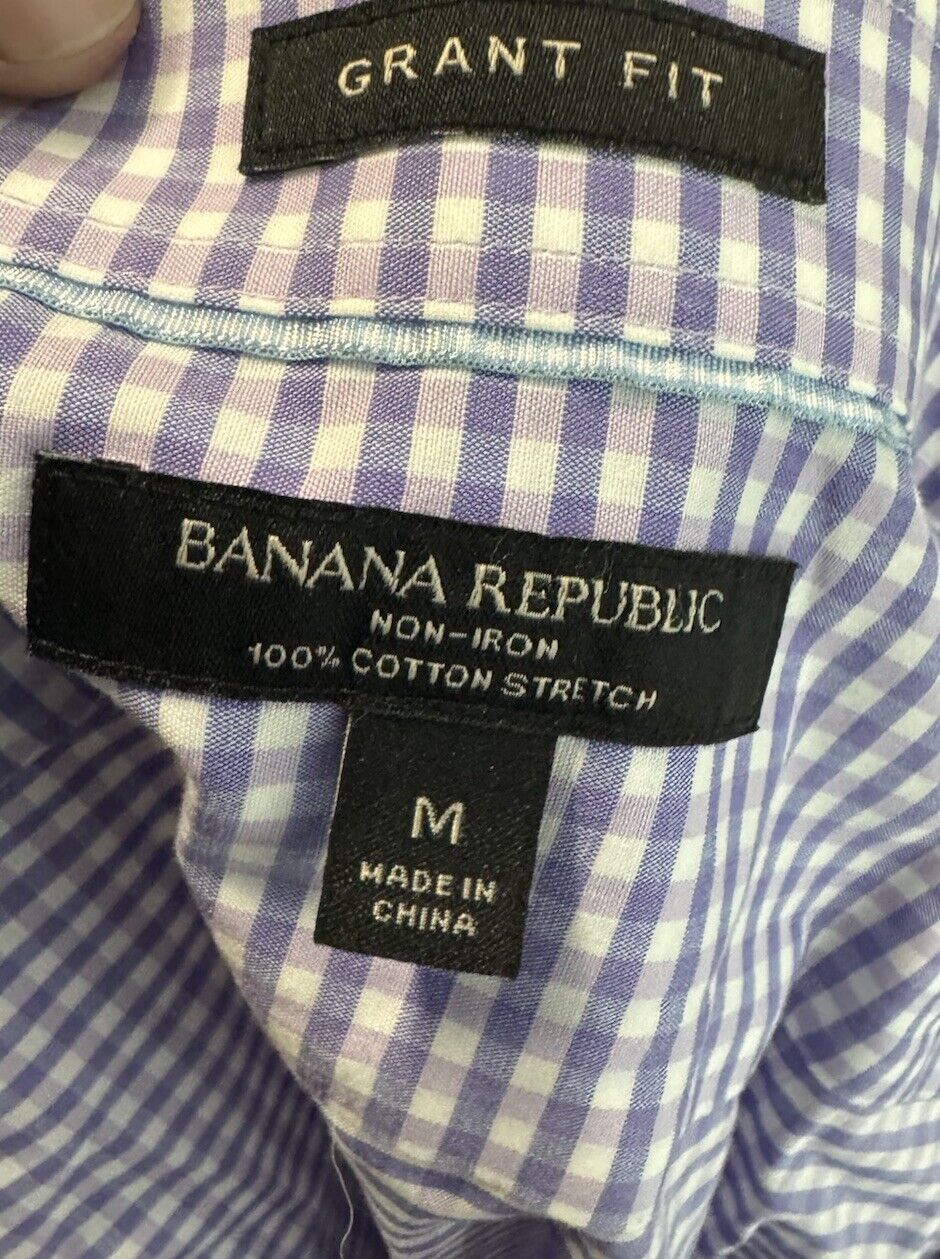 GRANT FIT
BANANA REPUBLIC
NON-IRON
100% COTTON STRETCH
M
MADE IN
CHINA